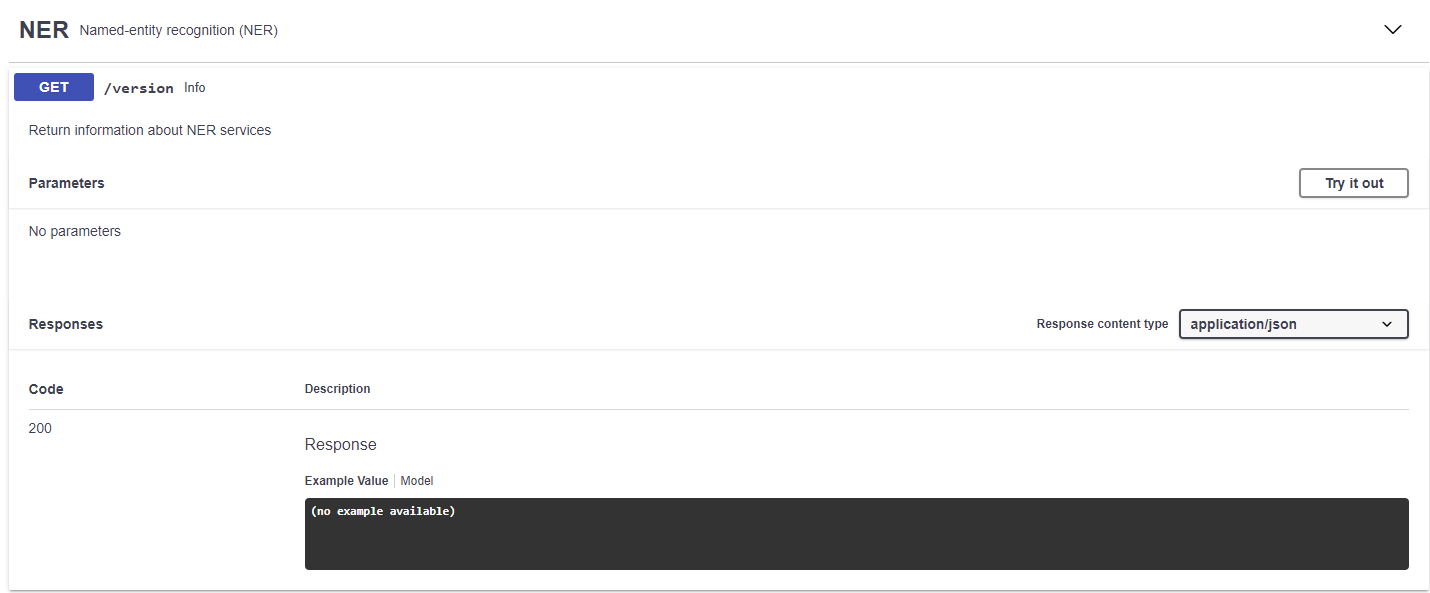 NER Named-entity recognition (NER)
GET /version Info
Return information about NER services
Parameters Try it out
No parameters
Responses Response content type application/json
Code Description
200
Response
Example Value Model
(no example available)